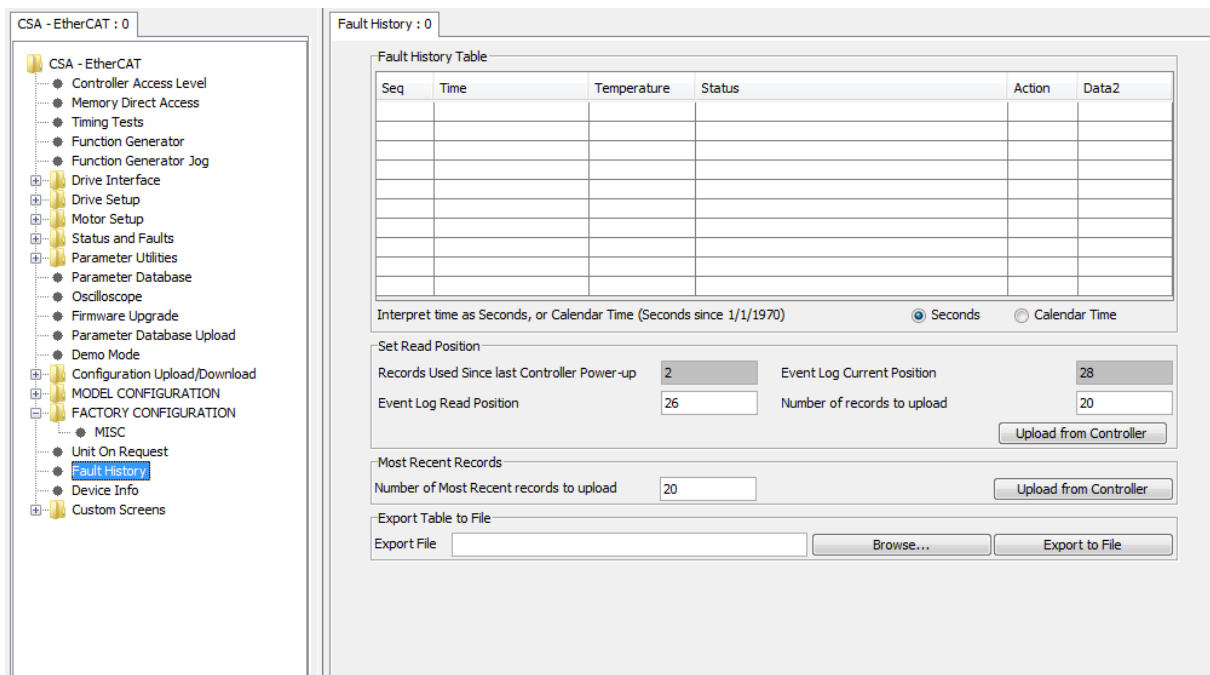 CSA - EtherCAT : 0
CSA - EtherCAT
Controller Access Level
Memory Direct Access
Timing Tests
Function Generator
Function Generator Jog
Drive Interface
Drive Setup
Motor Setup
Status and Faults
Parameter Utilities
Parameter Database
Oscilloscope
Firmware Upgrade
Parameter Database Upload
Demo Mode
Configuration Upload/Download
MODEL CONFIGURATION
FACTORY CONFIGURATION
MISC
Unit On Request
Fault History
Device Info
Custom Screens
Fault History : 0
Fault History Table
Seq Time Temperature Status Action Data2
Interpret time as Seconds, or Calendar Time (Seconds since 1/1/1970) Seconds Calendar Time
Set Read Position
Records Used Since last Controller Power-up 2 Event Log Current Position 28
Event Log Read Position 26 Number of records to upload 20
Upload from Controller
Most Recent Records
Number of Most Recent records to upload 20 Upload from Controller
Export Table to File
Export File Browse... Export to File